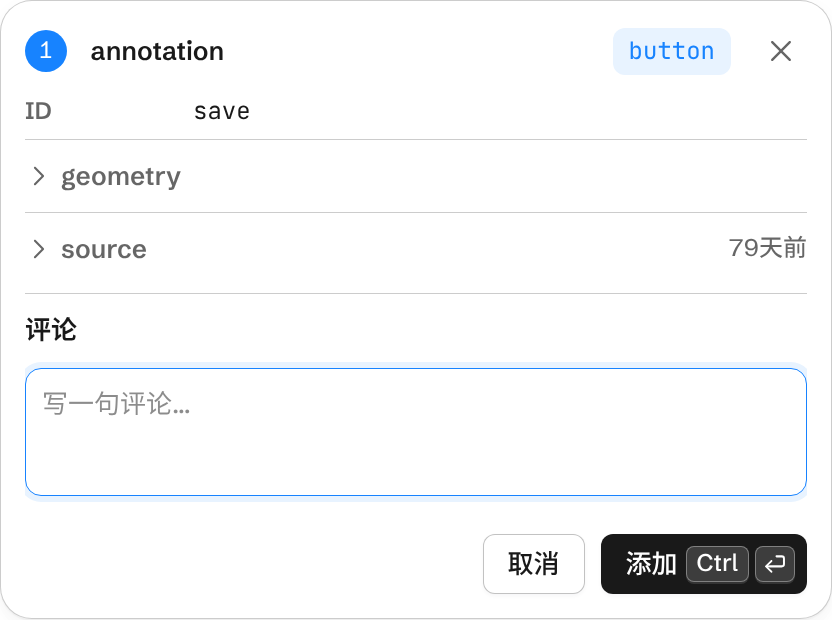 1 annotation button
ID save
geometry
source 79天前
评论
写一句评论...
取消 添加 Ctrl